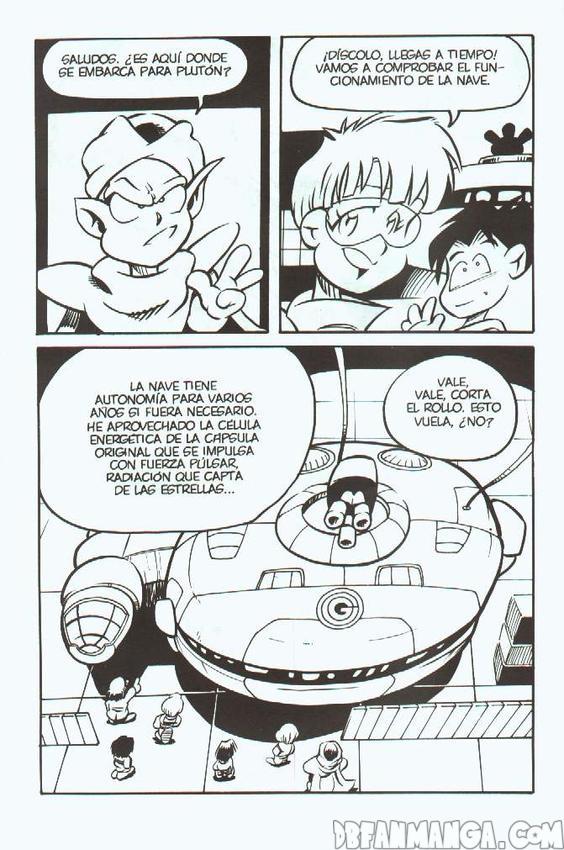 SALUDOS. ¿ES AQUÍ DONDE
SE EMBARCA PARA PLUTÓN?
¡DÍSCOLO, LLEGAS A TIEMPO!
VAMOS A COMPROBAR EL FUN-
CIONAMIENTO DE LA NAVE.
LA NAVE TIENE
AUTONOMÍA PARA VARIOS
AÑOS SI FUERA NECESARIO.
HE APROVECHADO LA CÉLULA
ENERGÉTICA DE LA CAPSULA
ORIGINAL QUE SE IMPULSA
CON FUERZA PÚLSAR,
RADIACIÓN QUE CAPTA
DE LAS ESTRELLAS...
VALE,
VALE, CORTA
EL ROLLO. ESTO
VUELA, ¿NO?
G
DBFANMANGA.COM